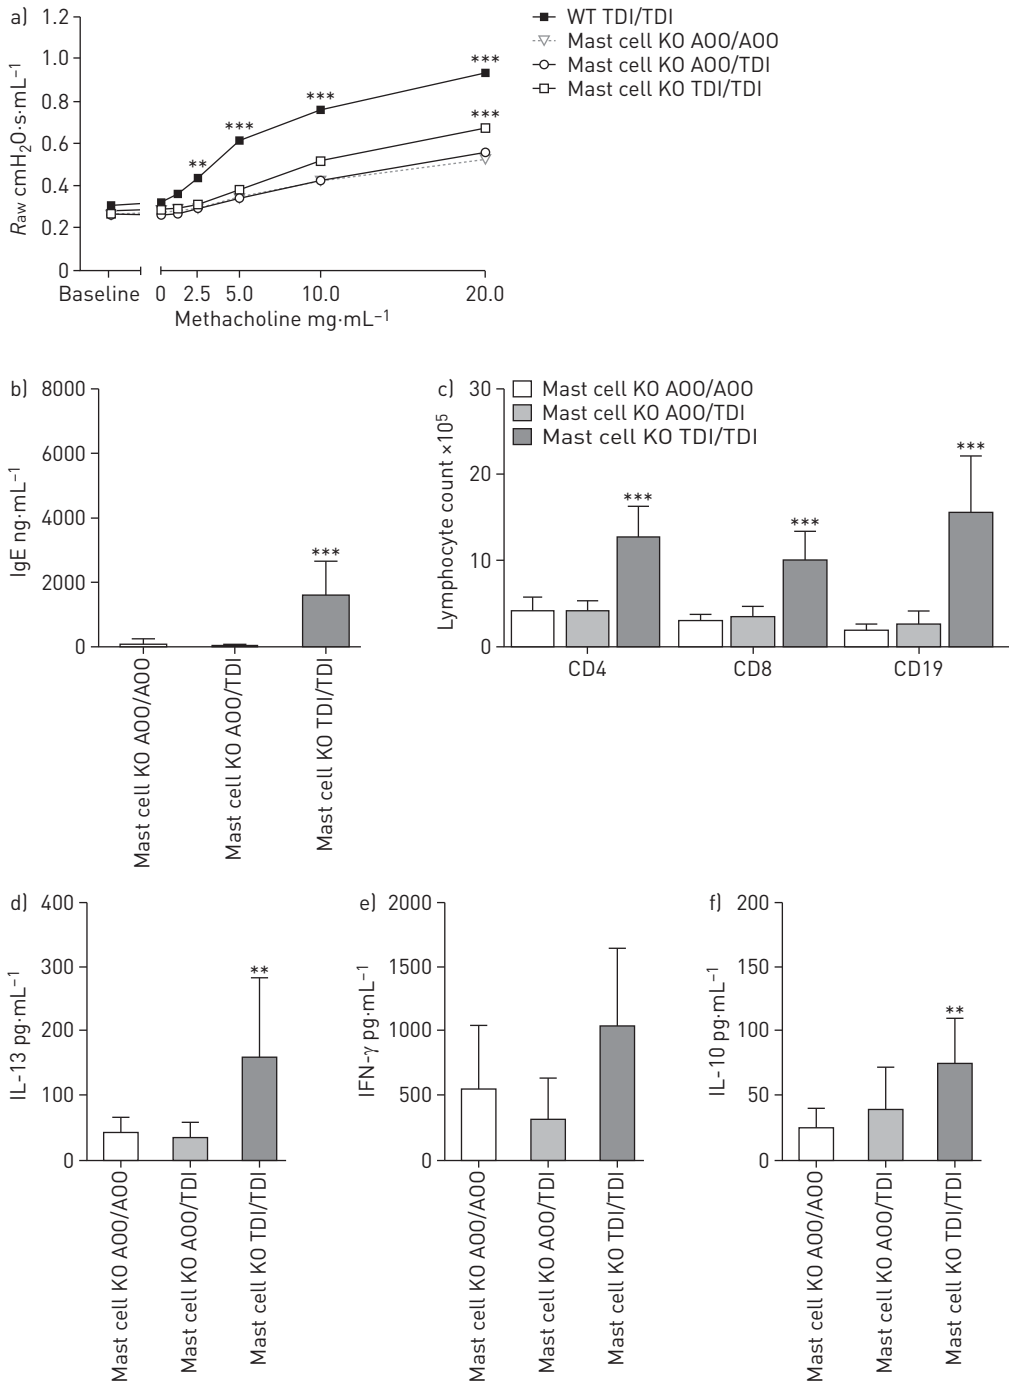 a)
1.2
1.0
0.8
0.6
0.4
0.2
0
Raw cmH₂O·s·mL⁻¹
**
***
***
***
***
Baseline 0 2.5 5.0 10.0 20.0
Methacholine mg·mL⁻¹
WT TDI/TDI
Mast cell KO AOO/AOO
Mast cell KO AOO/TDI
Mast cell KO TDI/TDI
b)
8000
6000
4000
2000
0
IgE ng·mL⁻¹
***
Mast cell KO AOO/AOO
Mast cell KO AOO/TDI
Mast cell KO TDI/TDI
c)
30
20
10
0
Lymphocyte count ×10⁵
Mast cell KO AOO/AOO
Mast cell KO AOO/TDI
Mast cell KO TDI/TDI
***
***
***
CD4 CD8 CD19
d)
400
300
200
100
0
IL-13 pg·mL⁻¹
**
Mast cell KO AOO/AOO
Mast cell KO AOO/TDI
Mast cell KO TDI/TDI
e)
2000
1500
1000
500
0
IFN-γ pg·mL⁻¹
Mast cell KO AOO/AOO
Mast cell KO AOO/TDI
Mast cell KO TDI/TDI
f)
200
150
100
50
0
IL-10 pg·mL⁻¹
**
Mast cell KO AOO/AOO
Mast cell KO AOO/TDI
Mast cell KO TDI/TDI